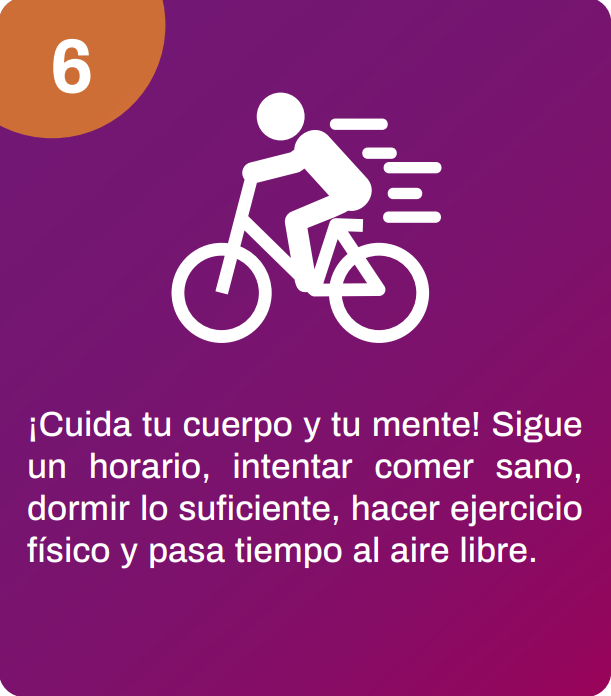 6
¡Cuida tu cuerpo y tu mente! Sigue
un horario, intentar comer sano,
dormir lo suficiente, hacer ejercicio
físico y pasa tiempo al aire libre.